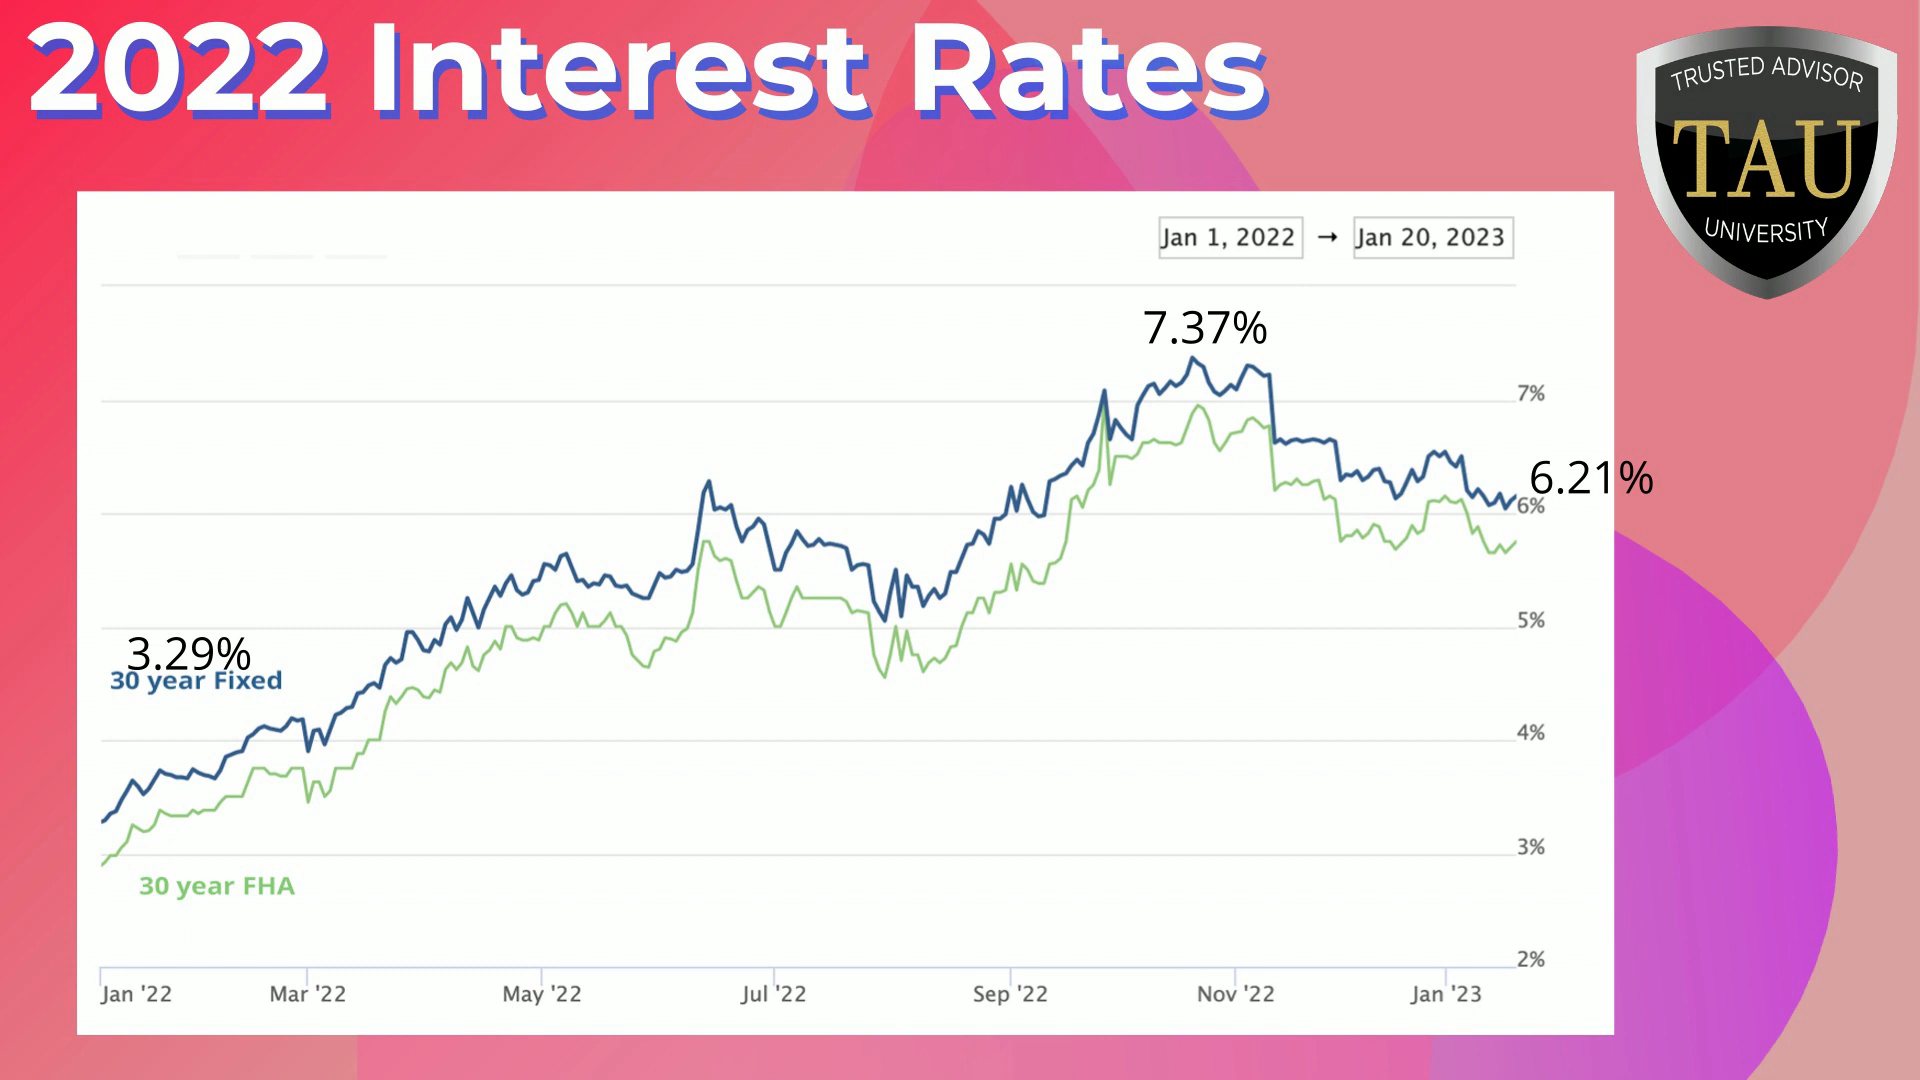 2022 Interest Rates
TRUSTED ADVISOR
TAU
UNIVERSITY
Jan 1, 2022 → Jan 20, 2023
7.37%
7%
6.21%
6%
5%
3.29%
30 year Fixed
4%
3%
30 year FHA
2%
Jan '22 Mar '22 May '22 Jul '22 Sep '22 Nov '22 Jan '23